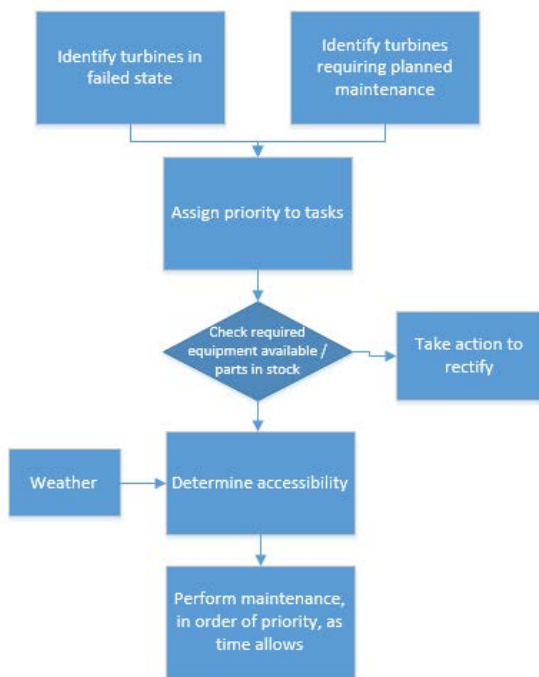 Identify turbines in
failed state
Identify turbines
requiring planned
maintenance
Assign priority to tasks
Check required
equipment available /
parts in stock
Take action to
rectify
Weather
Determine accessibility
Perform maintenance,
in order of priority, as
time allows